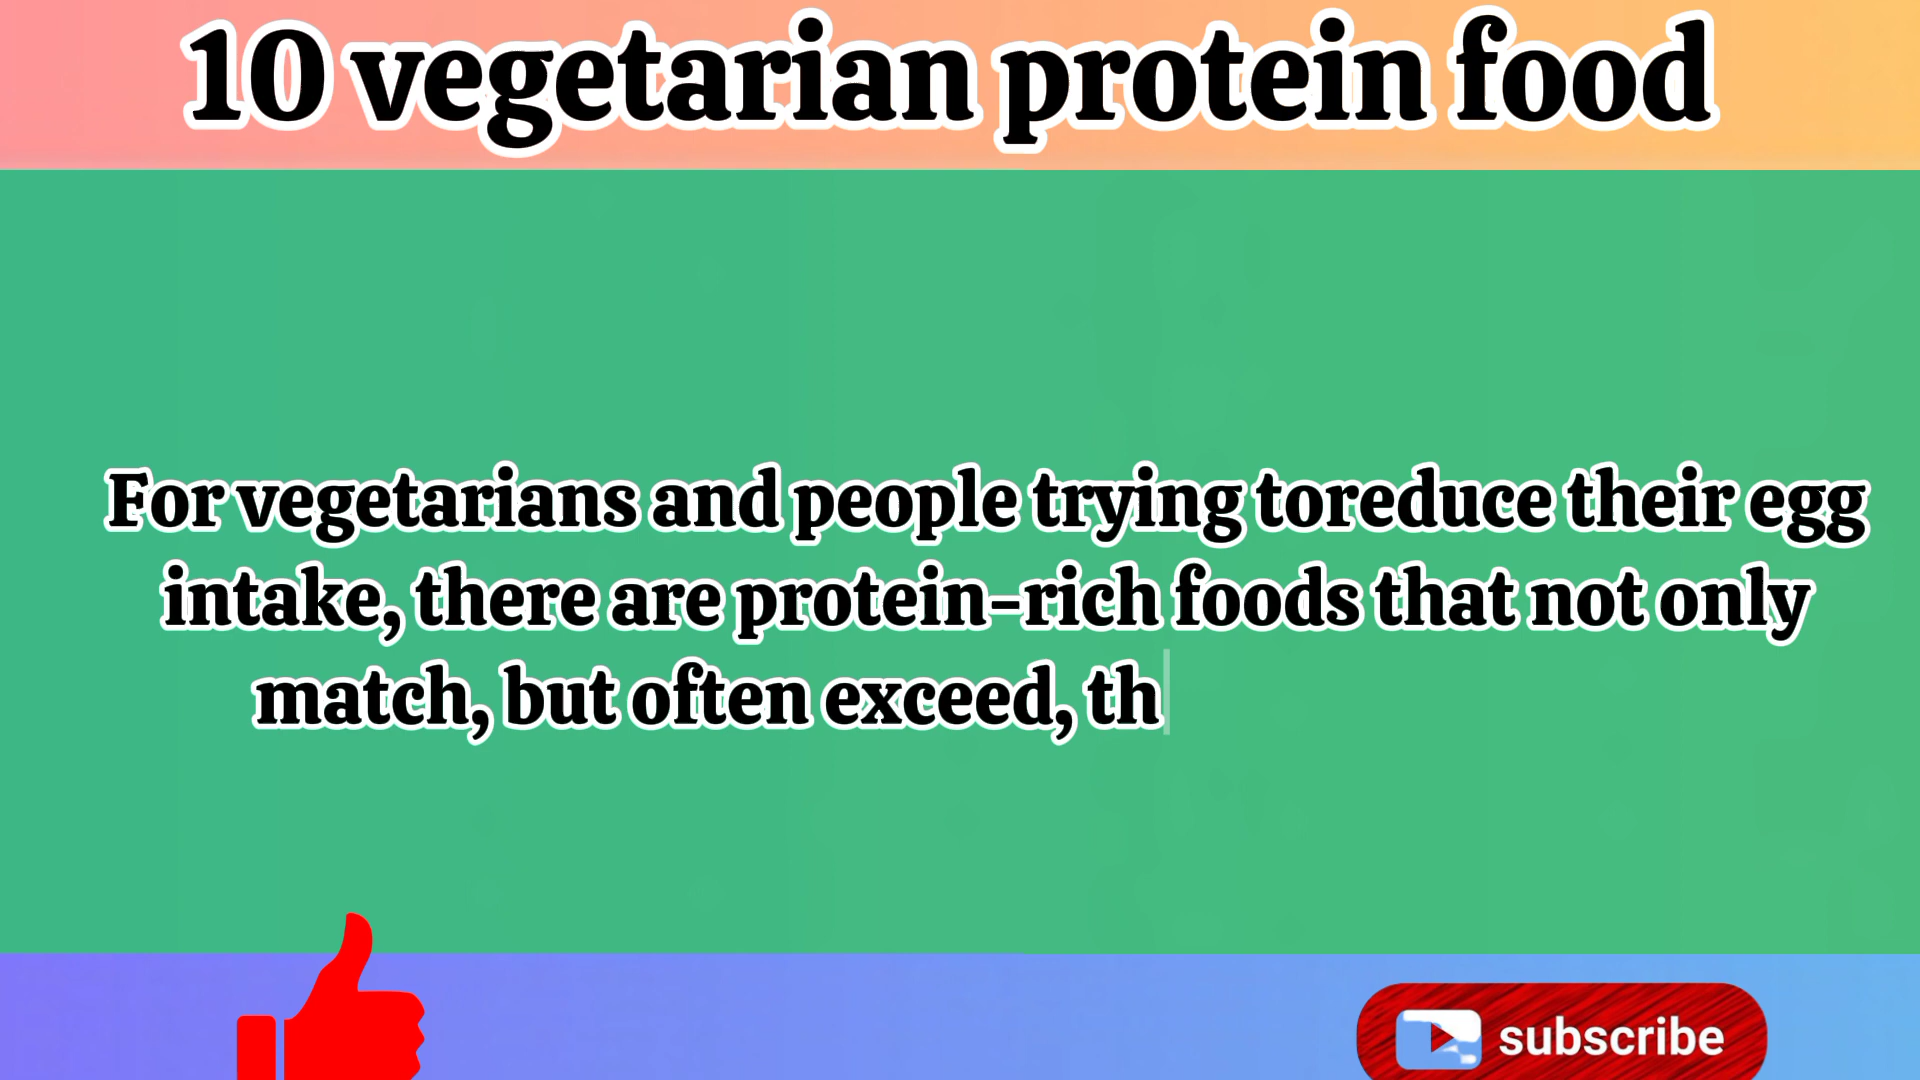 10 vegetarian protein food
For vegetarians and people trying toreduce their egg
intake, there are protein-rich foods that not only
match, but often exceed, th
subscribe